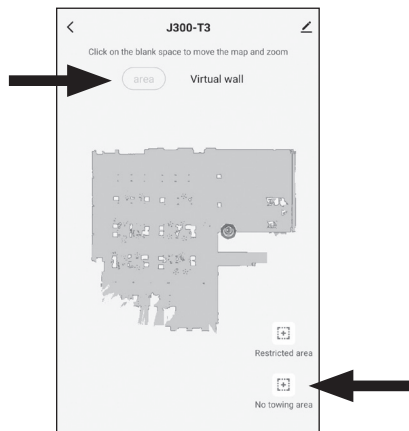 J300-T3
Click on the blank space to move the map and zoom
area Virtual wall
Restricted area
No towing area